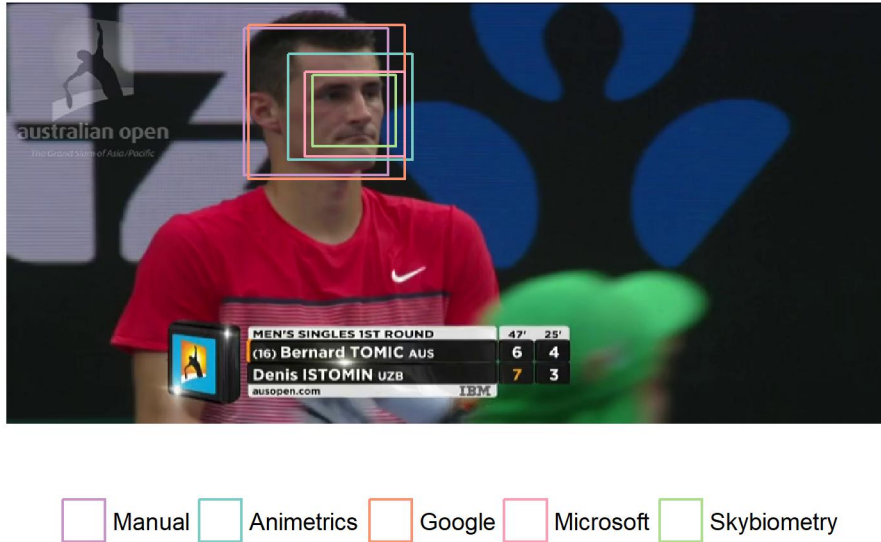 australian open
The Grand Slam of Asia/Pacific
MEN'S SINGLES 1ST ROUND 47' 25'
(16) Bernard TOMIC AUS 6 4
Denis ISTOMIN UZB 7 3
ausopen.com IBM
Manual Animetrics Google Microsoft Skybiometry